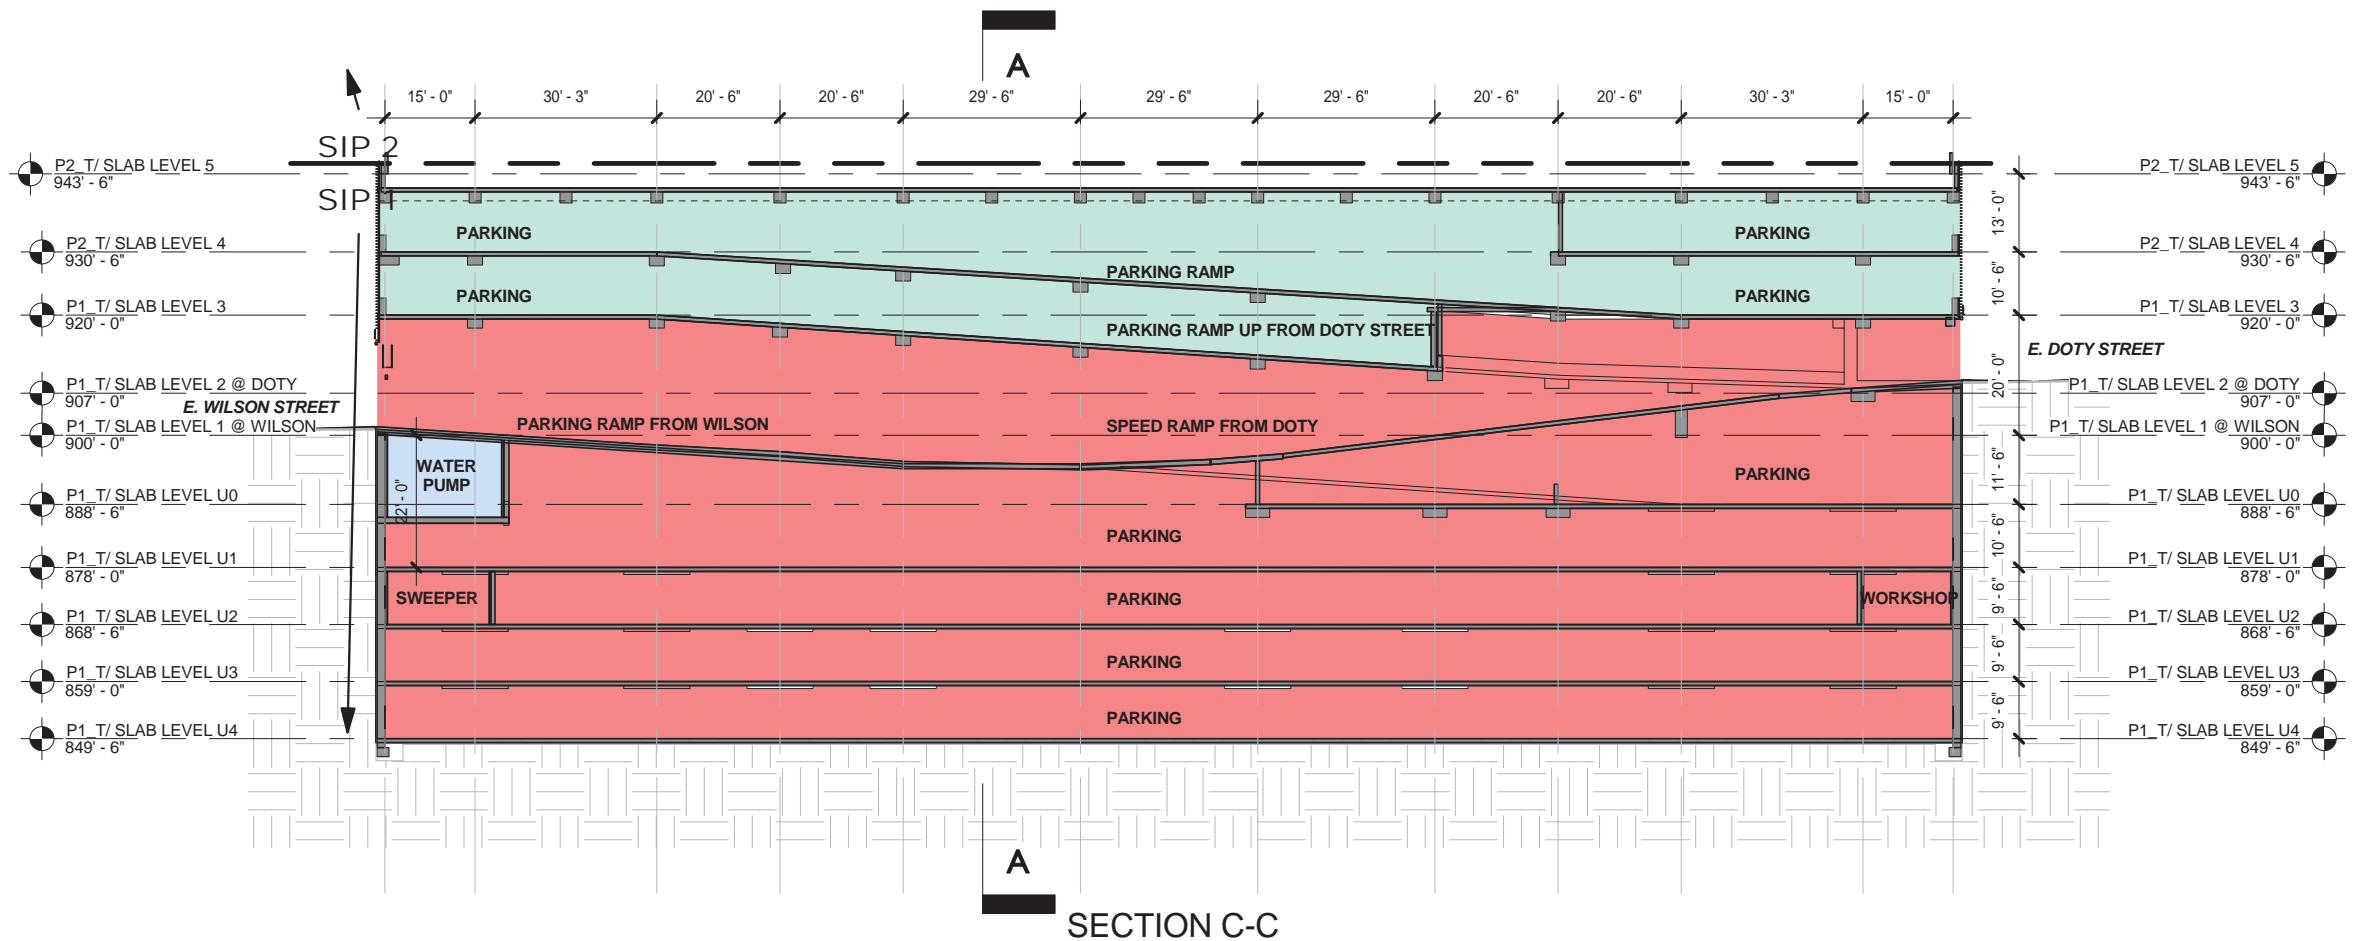 A
15' - 0"
30' - 3"
20' - 6"
20' - 6"
29' - 6"
29' - 6"
29' - 6"
20' - 6"
20' - 6"
30' - 3"
15' - 0"
SIP 2
SIP 1
P2_T/ SLAB LEVEL 5
943' - 6"
P2_T/ SLAB LEVEL 4
930' - 6"
P1_T/ SLAB LEVEL 3
920' - 0"
P1_T/ SLAB LEVEL 2 @ DOTY
907' - 0"
E. WILSON STREET
P1_T/ SLAB LEVEL 1 @ WILSON
900' - 0"
P1_T/ SLAB LEVEL U0
888' - 6"
P1_T/ SLAB LEVEL U1
878' - 0"
P1_T/ SLAB LEVEL U2
868' - 6"
P1_T/ SLAB LEVEL U3
859' - 0"
P1_T/ SLAB LEVEL U4
849' - 6"
PARKING
PARKING
PARKING RAMP
PARKING
PARKING
PARKING RAMP UP FROM DOTY STREET
PARKING RAMP FROM WILSON
SPEED RAMP FROM DOTY
WATER
PUMP
22' - 0"
PARKING
PARKING
SWEEPER
PARKING
WORKSHOP
PARKING
PARKING
13' - 0"
10' - 6"
20' - 0"
11' - 6"
10' - 6"
9' - 6"
9' - 6"
9' - 6"
P2_T/ SLAB LEVEL 5
943' - 6"
P2_T/ SLAB LEVEL 4
930' - 6"
P1_T/ SLAB LEVEL 3
920' - 0"
E. DOTY STREET
P1_T/ SLAB LEVEL 2 @ DOTY
907' - 0"
P1_T/ SLAB LEVEL 1 @ WILSON
900' - 0"
P1_T/ SLAB LEVEL U0
888' - 6"
P1_T/ SLAB LEVEL U1
878' - 0"
P1_T/ SLAB LEVEL U2
868' - 6"
P1_T/ SLAB LEVEL U3
859' - 0"
P1_T/ SLAB LEVEL U4
849' - 6"
A
SECTION C-C